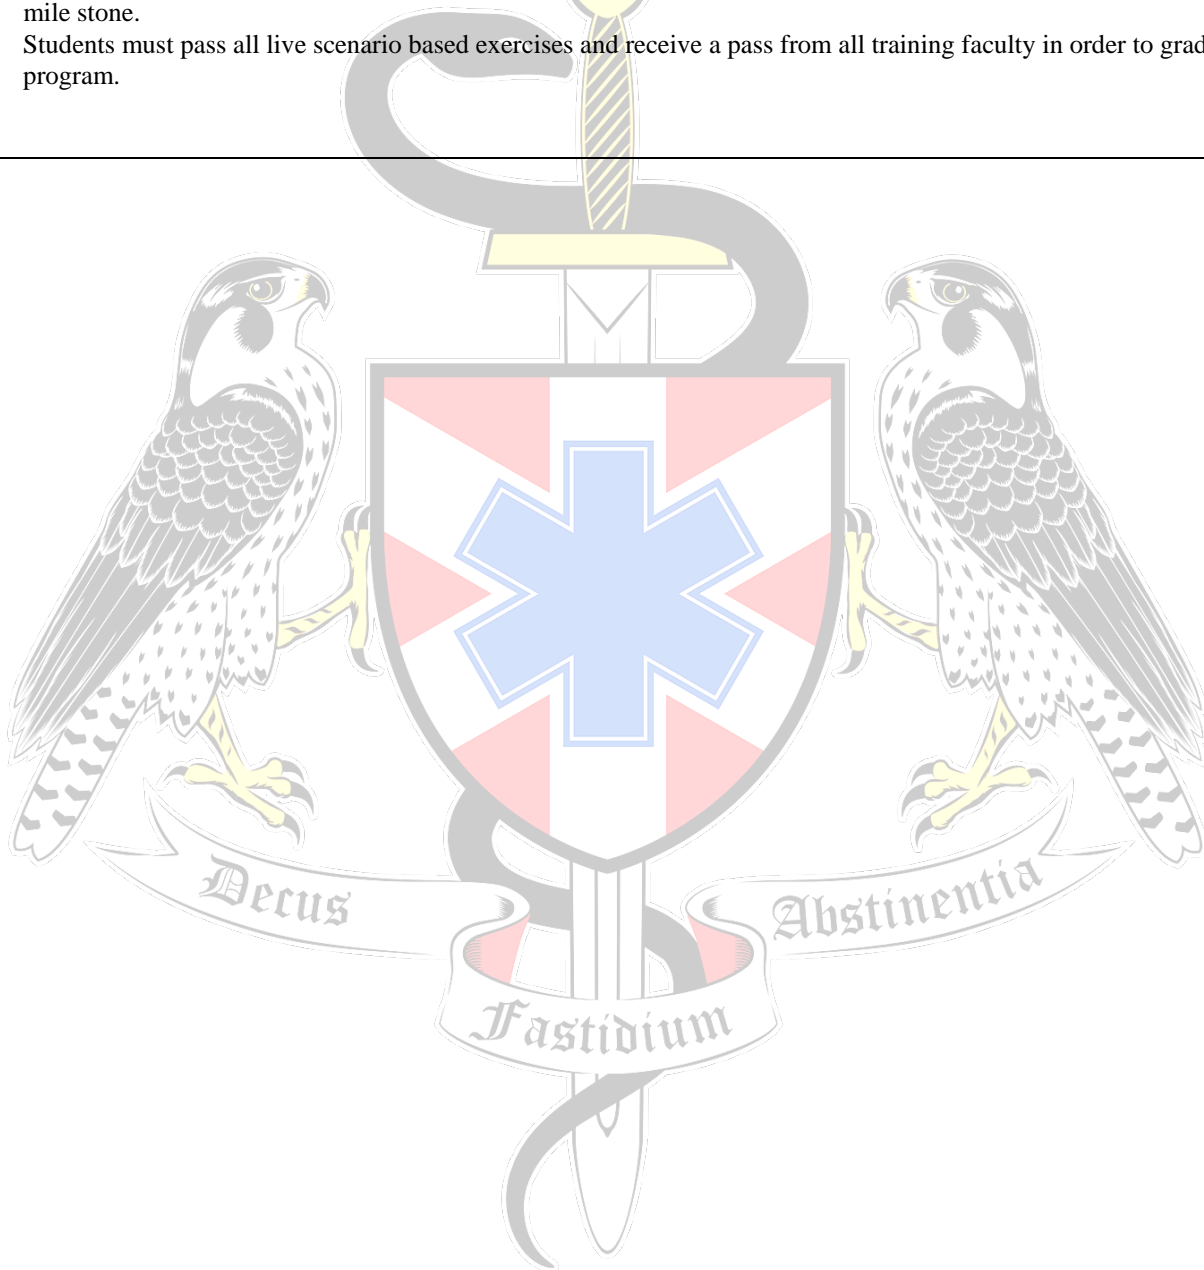 mile stone.
Students must pass all live scenario based exercises and receive a pass from all training faculty in order to grad
program.
Decus
Abstinentia
Fastidium